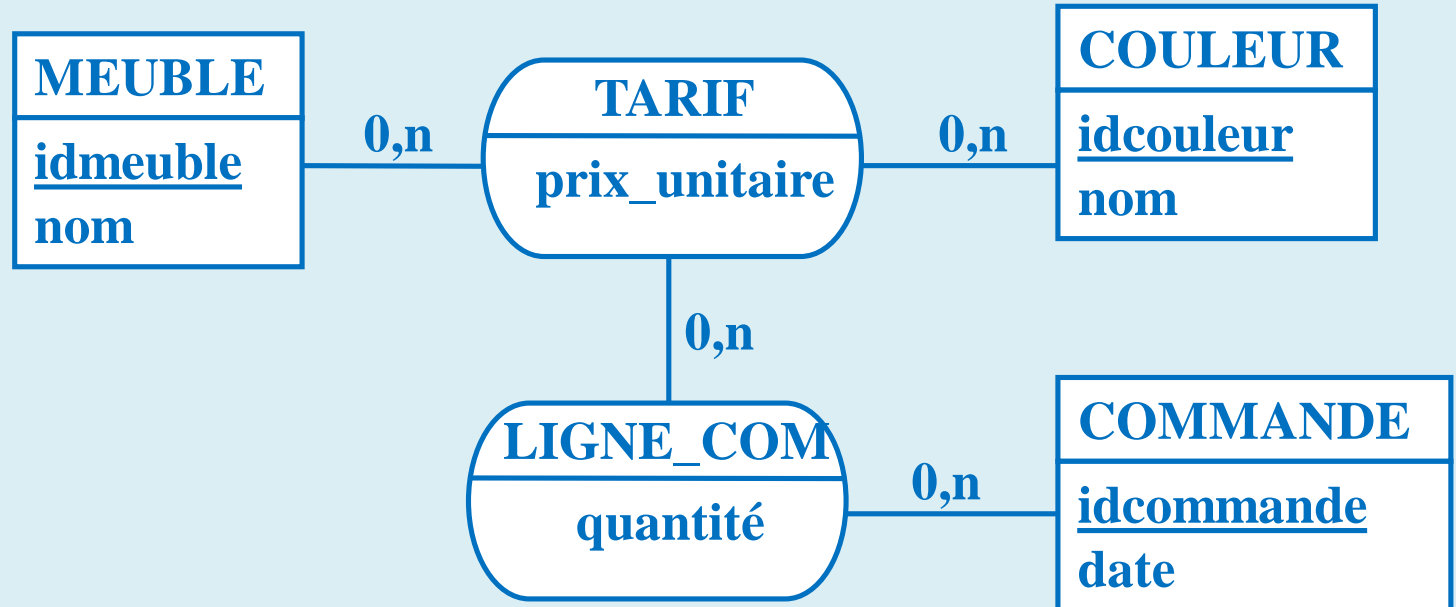 MEUBLE
idmeuble
nom
0,n
TARIF
prix_unitaire
0,n
COULEUR
idcouleur
nom
0,n
LIGNE_COM
quantité
0,n
COMMANDE
idcommande
date